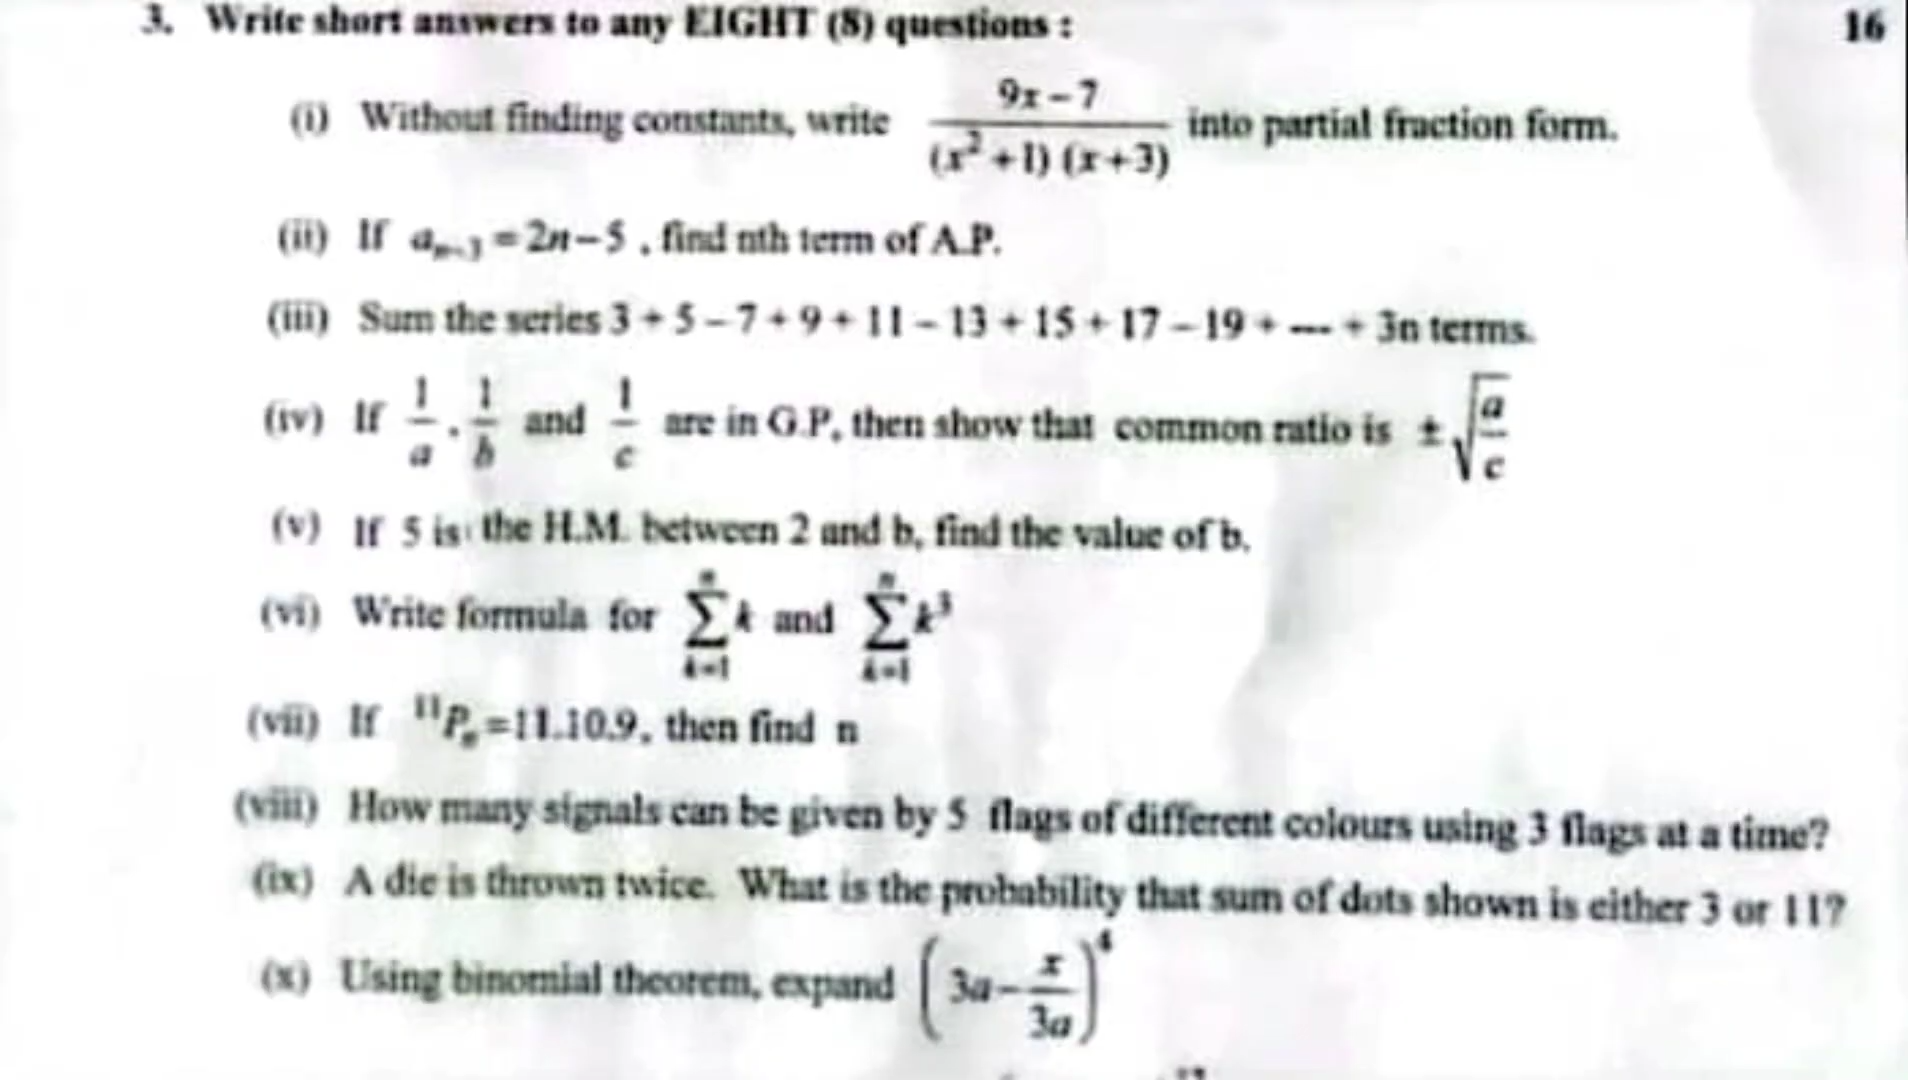 3. Write short answers to any EIGHT (8) questions : 16
(i) Without finding constants, write (9x – 7) / ((x² + 1) (x + 3)) into partial fraction form.
(ii) If aₙ₋₃ = 2n – 5 , find nth term of A.P.
(iii) Sum the series 3 + 5 – 7 + 9 + 11 – 13 + 15 + 17 – 19 + --- + 3n terms.
(iv) If 1/a , 1/b and 1/c are in G.P, then show that common ratio is ± √(a/c)
(v) If 5 is the H.M. between 2 and b, find the value of b.
(vi) Write formula for ∑ₖ₌₁ⁿ k and ∑ₖ₌₁ⁿ k³
(vii) If ¹¹Pₙ =11.10.9, then find n
(viii) How many signals can be given by 5 flags of different colours using 3 flags at a time?
(ix) A die is thrown twice. What is the probability that sum of dots shown is either 3 or 11?
(x) Using binomial theorem, expand (3a – x/3a)⁴